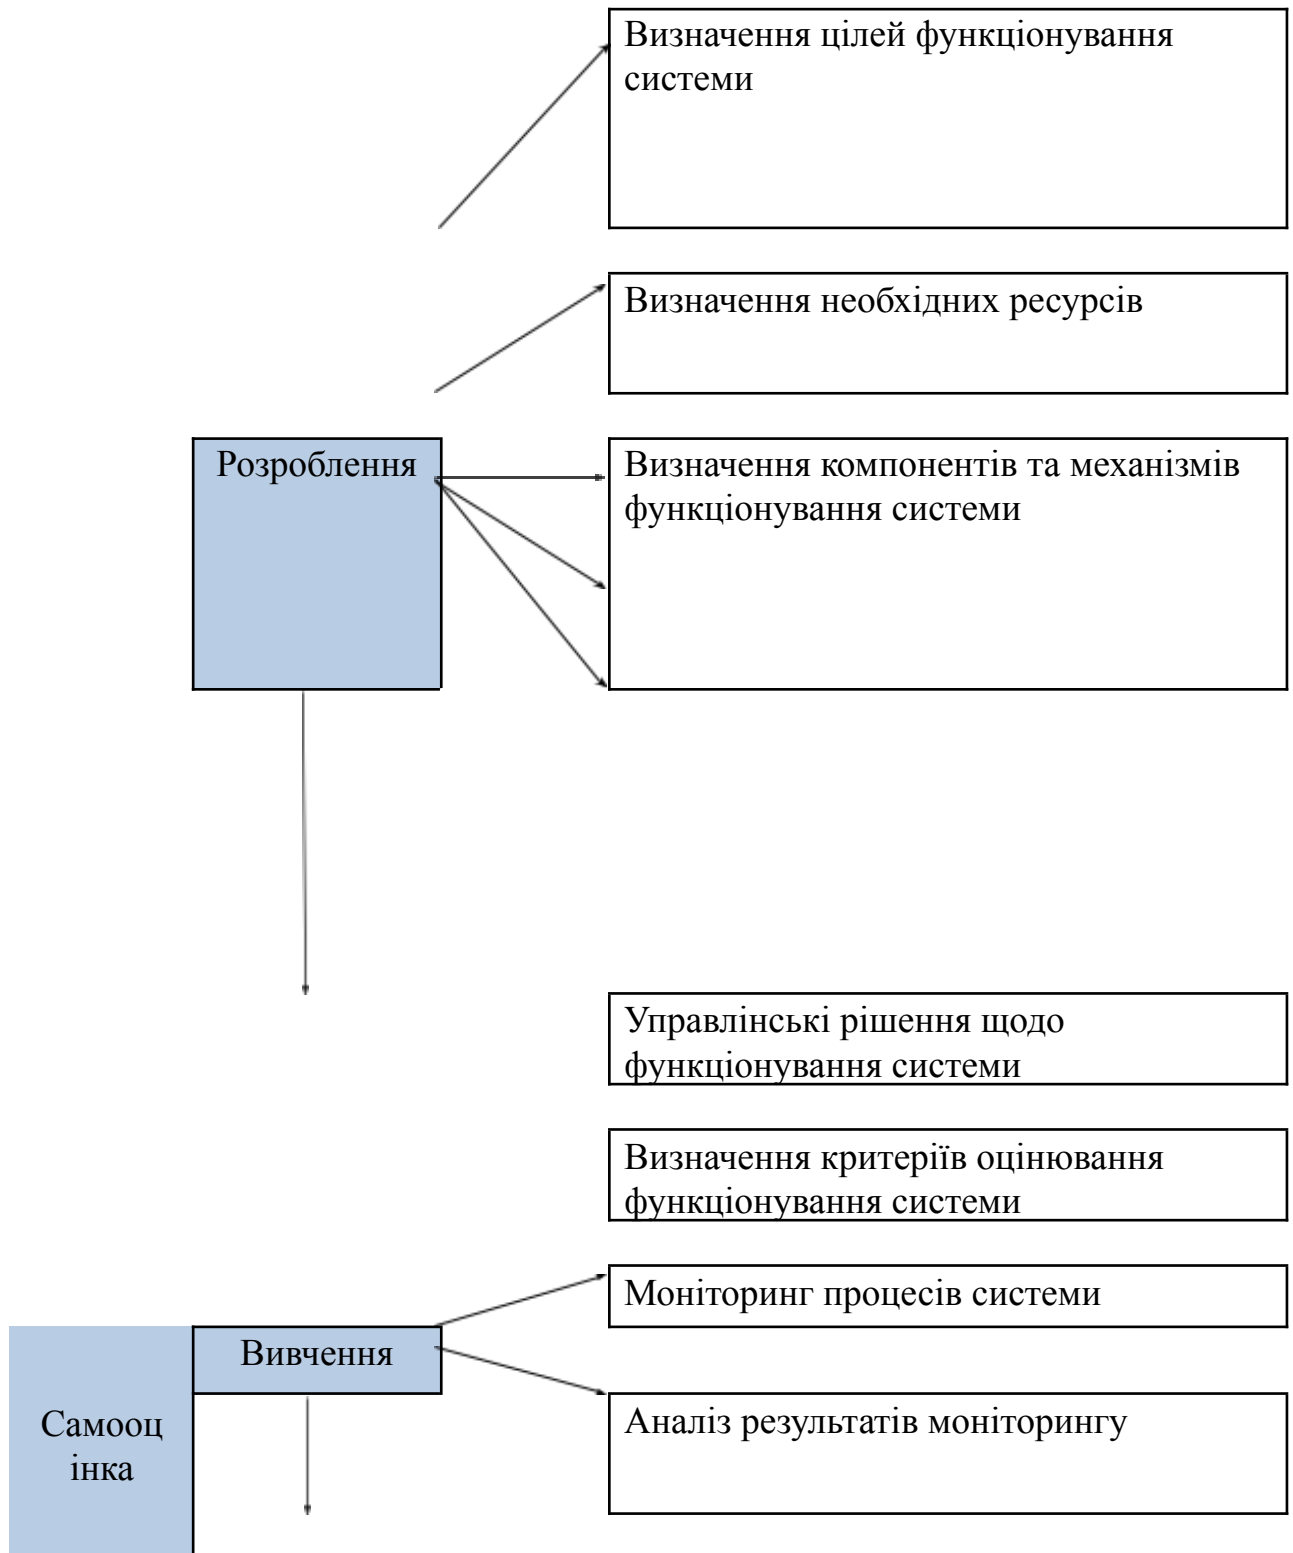 Визначення цілей функціонування
системи
Визначення необхідних ресурсів
Розроблення
Визначення компонентів та механізмів
функціонування системи
Управлінські рішення щодо
функціонування системи
Визначення критеріїв оцінювання
функціонування системи
Моніторинг процесів системи
Вивчення
Аналіз результатів моніторингу
Самооц
інка